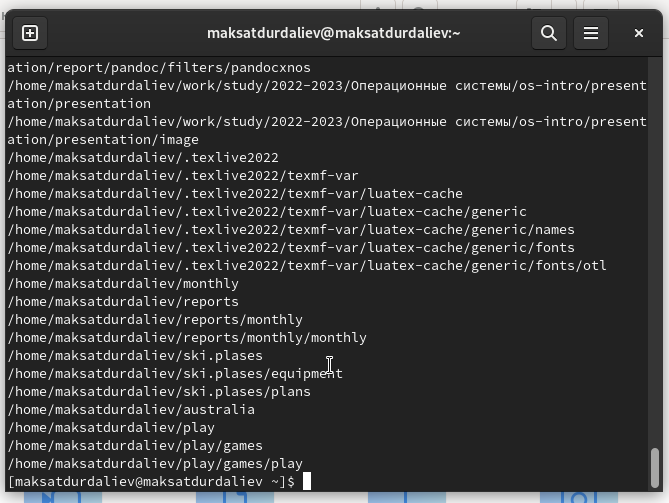 maksatdurdaliev@maksatdurdaliev:~
ation/report/pandoc/filters/pandocxnos
/home/maksatdurdaliev/work/study/2022-2023/Операционные системы/os-intro/present
ation/presentation
/home/maksatdurdaliev/work/study/2022-2023/Операционные системы/os-intro/present
ation/presentation/image
/home/maksatdurdaliev/.texlive2022
/home/maksatdurdaliev/.texlive2022/texmf-var
/home/maksatdurdaliev/.texlive2022/texmf-var/luatex-cache
/home/maksatdurdaliev/.texlive2022/texmf-var/luatex-cache/generic
/home/maksatdurdaliev/.texlive2022/texmf-var/luatex-cache/generic/names
/home/maksatdurdaliev/.texlive2022/texmf-var/luatex-cache/generic/fonts
/home/maksatdurdaliev/.texlive2022/texmf-var/luatex-cache/generic/fonts/otl
/home/maksatdurdaliev/monthly
/home/maksatdurdaliev/reports
/home/maksatdurdaliev/reports/monthly
/home/maksatdurdaliev/reports/monthly/monthly
/home/maksatdurdaliev/ski.plases
/home/maksatdurdaliev/ski.plases/equipment
/home/maksatdurdaliev/ski.plases/plans
/home/maksatdurdaliev/australia
/home/maksatdurdaliev/play
/home/maksatdurdaliev/play/games
/home/maksatdurdaliev/play/games/play
[maksatdurdaliev@maksatdurdaliev ~]$